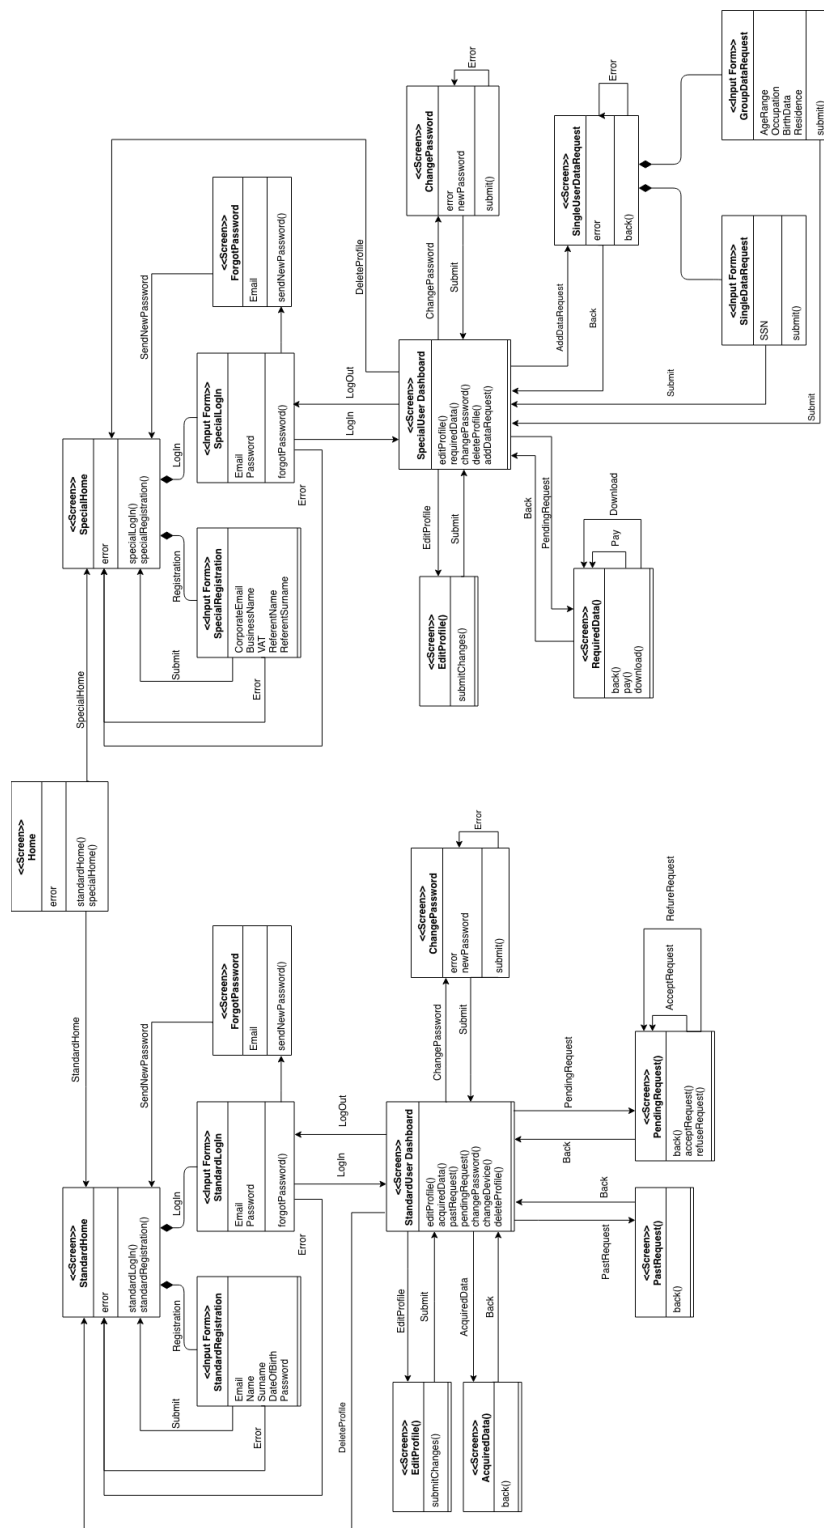 <<Screen>>
Home
error
standardHome()
specialHome()
StandardHome
SpecialHome
<<Screen>>
StandardHome
error
standardLogIn()
standardRegistration()
Registration
LogIn
SendNewPassword
Submit
Error
<<Input Form>>
StandardRegistration
Email
Name
Surname
DateOfBirth
Password
<<Input Form>>
StandardLogIn
Email
Password
forgotPassword()
Error
<<Screen>>
ForgotPassword
Email
sendNewPassword()
DeleteProfile
LogIn
LogOut
<<Screen>>
StandardUser Dashboard
editProfile()
acquiredData()
pastRequest()
pendingRequest()
changePassword()
changeDevice()
deleteProfile()
EditProfile
Submit
AcquiredData
Back
<<Screen>>
EditProfile()
submitChanges()
<<Screen>>
AcquiredData()
back()
ChangePassword
Submit
<<Screen>>
ChangePassword
error
newPassword
submit()
Error
PastRequest
Back
<<Screen>>
PastRequest()
back()
Back
PendingRequest
<<Screen>>
PendingRequest()
back()
acceptRequest()
refuseRequest()
AcceptRequest
RefureRequest
<<Screen>>
SpecialHome
error
specialLogIn()
specialRegistration()
Registration
LogIn
SendNewPassword
Submit
Error
<<Input Form>>
SpecialRegistration
CorporateEmail
BusinessName
VAT
ReferentName
ReferentSurname
<<Input Form>>
SpecialLogIn
Email
Password
forgotPassword()
Error
<<Screen>>
ForgotPassword
Email
sendNewPassword()
DeleteProfile
LogIn
LogOut
<<Screen>>
SpecialUser Dashboard
editProfile()
requiredData()
changePassword()
deleteProfile()
addDataRequest()
EditProfile
Submit
<<Screen>>
EditProfile()
submitChanges()
ChangePassword
Submit
<<Screen>>
ChangePassword
error
newPassword
submit()
Error
Back
PendingRequest
<<Screen>>
RequiredData()
back()
pay()
download()
Pay
Download
AddDataRequest
Back
<<Screen>>
SingleUserDataRequest
error
back()
Error
Submit
Submit
<<Input Form>>
SingleDataRequest
SSN
submit()
<<Input Form>>
GroupDataRequest
AgeRange
Occupation
BirthData
Residence
submit()